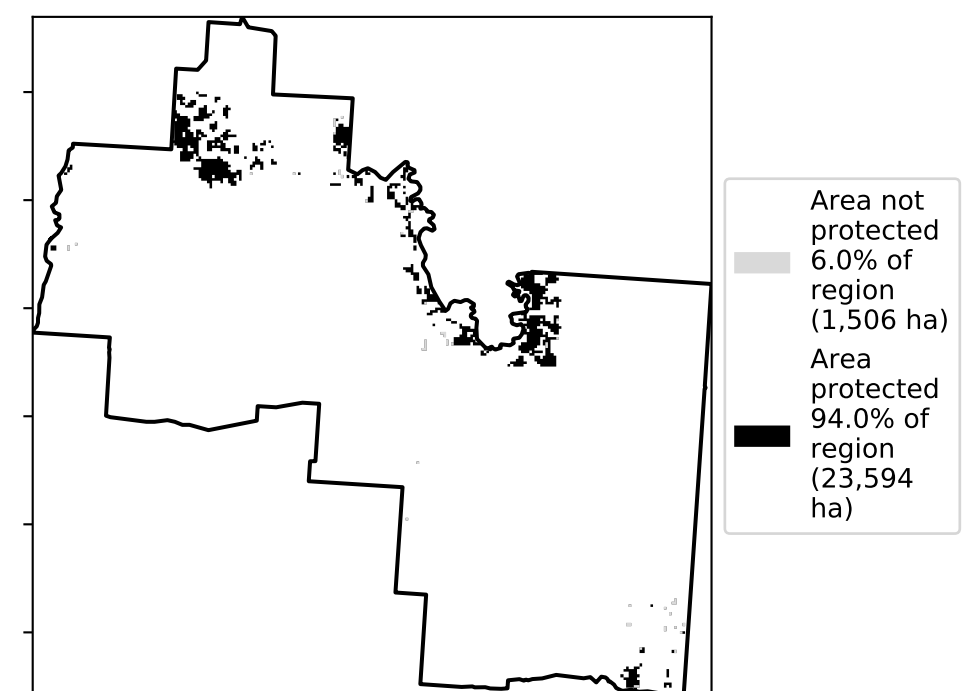 Area not
protected
6.0% of
region
(1,506 ha)
Area
protected
94.0% of
region
(23,594
ha)